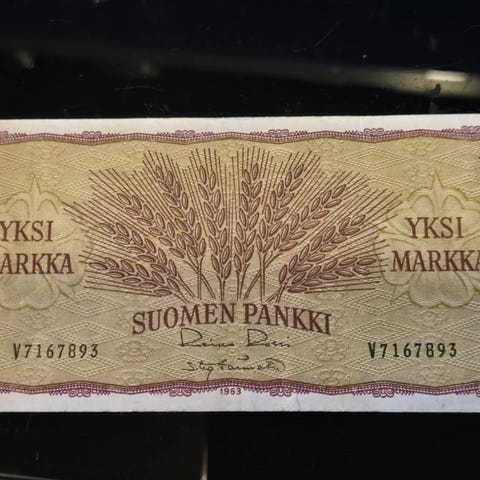 YKSI
MARKKA
YKSI
MARKKA
SUOMEN PANKKI
V7167893
V7167893
1963